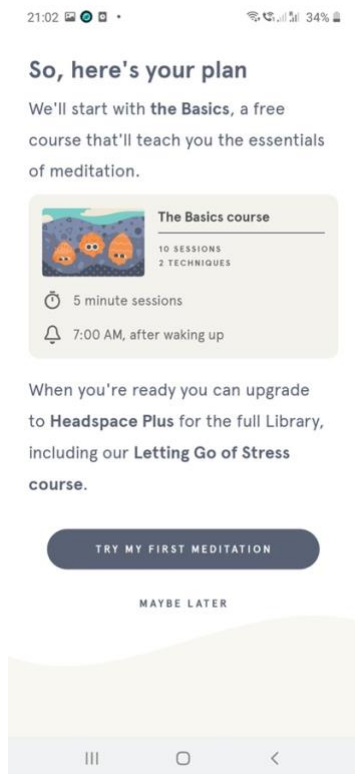 21:02
34%
So, here's your plan
We'll start with the Basics, a free
course that'll teach you the essentials
of meditation.
The Basics course
10 SESSIONS
2 TECHNIQUES
5 minute sessions
7:00 AM, after waking up
When you're ready you can upgrade
to Headspace Plus for the full Library,
including our Letting Go of Stress
course.
TRY MY FIRST MEDITATION
MAYBE LATER